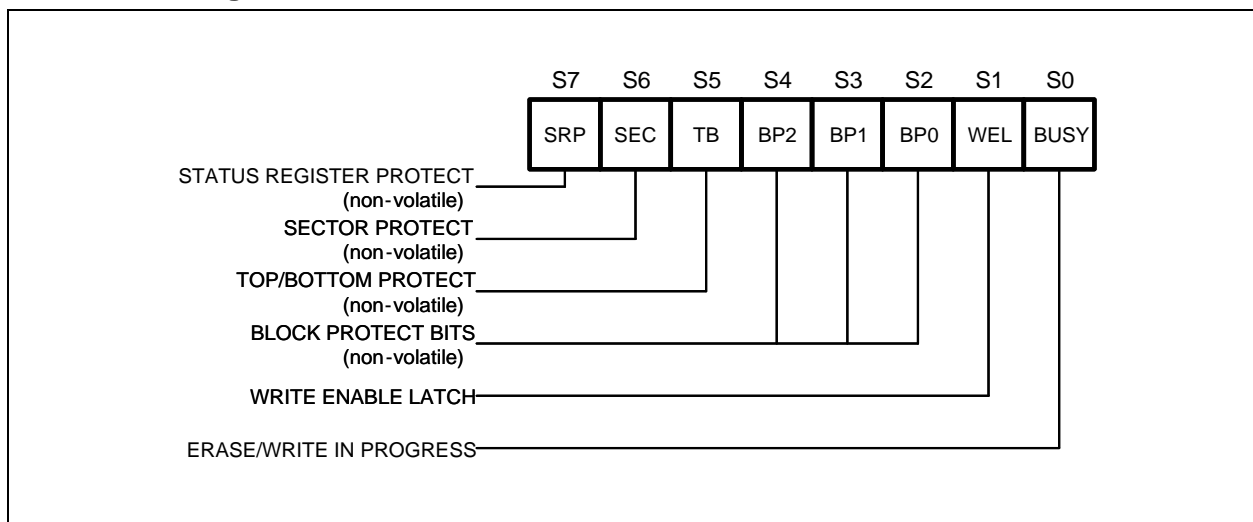 S7 S6 S5 S4 S3 S2 S1 S0
SRP SEC TB BP2 BP1 BP0 WEL BUSY
STATUS REGISTER PROTECT
(non-volatile)
SECTOR PROTECT
(non-volatile)
TOP/BOTTOM PROTECT
(non-volatile)
BLOCK PROTECT BITS
(non-volatile)
WRITE ENABLE LATCH
ERASE/WRITE IN PROGRESS